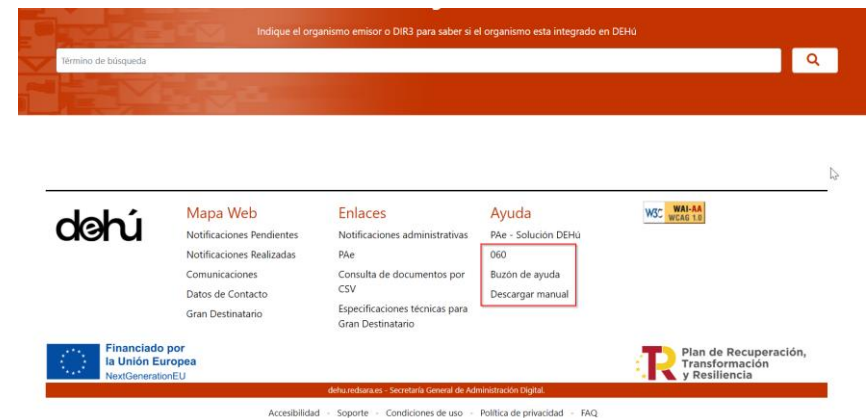 Indique el organismo emisor o DIR3 para saber si el organismo esta integrado en DEHú
Término de búsqueda
dehú
Mapa Web
Notificaciones Pendientes
Notificaciones Realizadas
Comunicaciones
Datos de Contacto
Gran Destinatario
Enlaces
Notificaciones administrativas
PAe
Consulta de documentos por
CSV
Especificaciones técnicas para
Gran Destinatario
Ayuda
PAe - Solución DEHú
060
Buzón de ayuda
Descargar manual
W3C WAI-AA
WCAG 1.0
Financiado por
la Unión Europea
NextGenerationEU
Plan de Recuperación,
Transformación
y Resiliencia
dehu.redsara.es - Secretaría General de Administración Digital.
Accesibilidad - Soporte - Condiciones de uso - Política de privacidad - FAQ